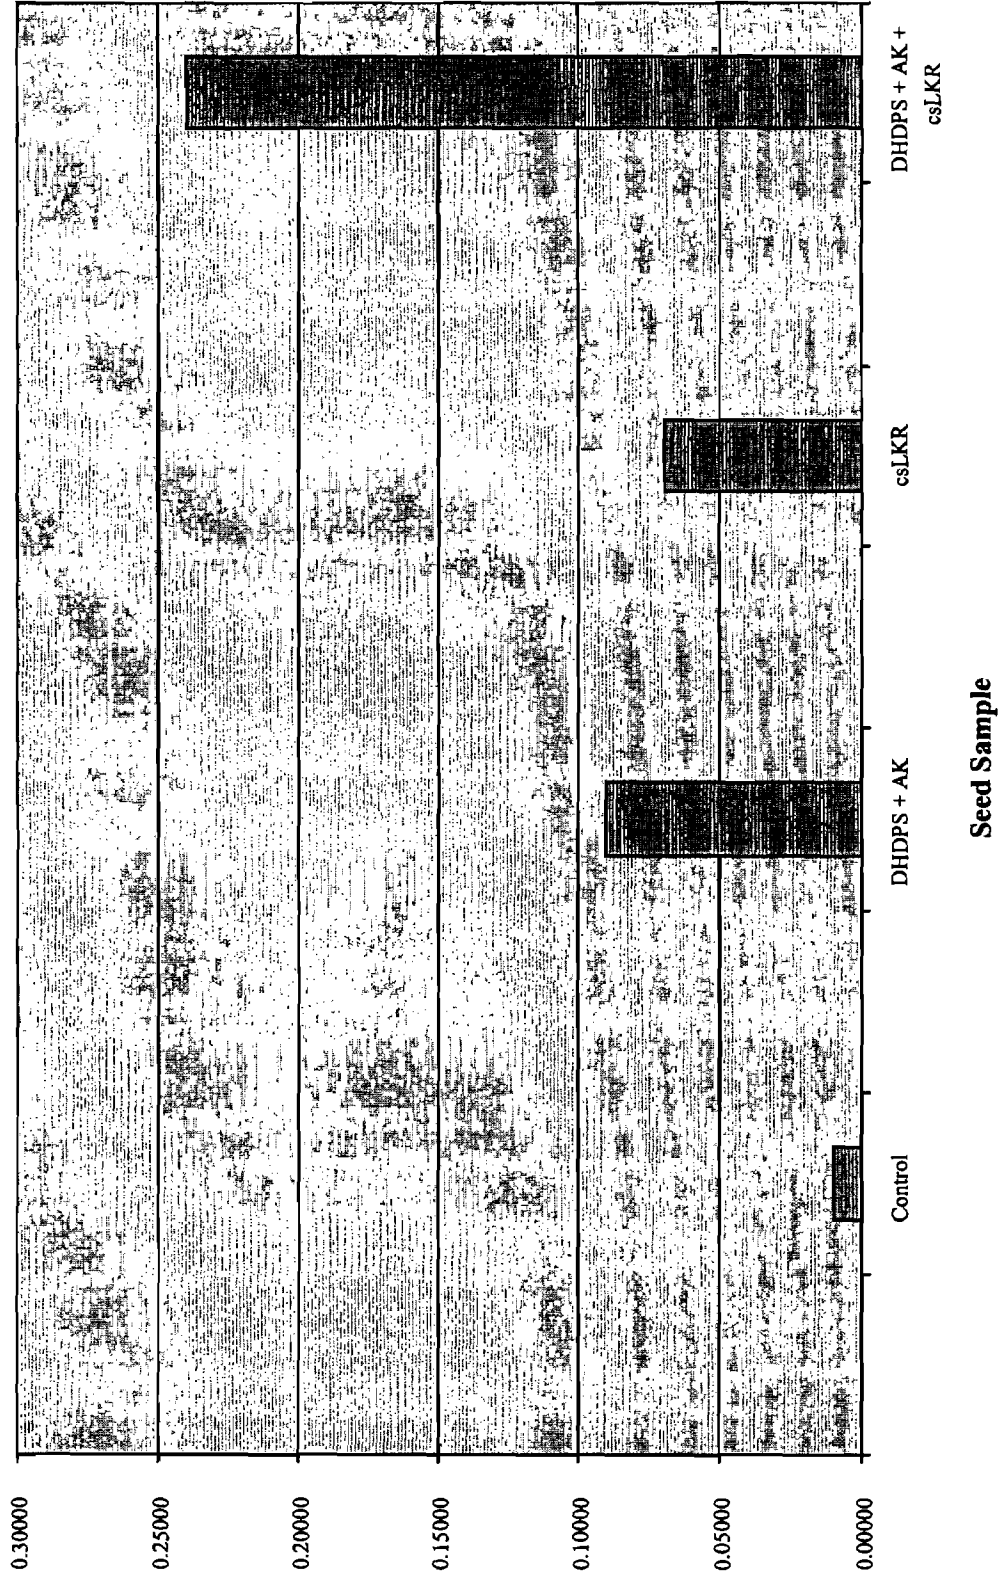 0.30000
0.25000
0.20000
0.15000
0.10000
0.05000
0.00000
Control
DHDPS + AK
csLKR
DHDPS + AK +
csLKR
Seed Sample